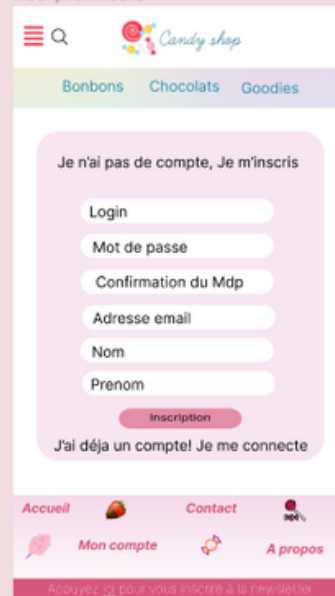 Candy shop
Bonbons Chocolats Goodies
Je n'ai pas de compte, Je m'inscris
Login
Mot de passe
Confirmation du Mdp
Adresse email
Nom
Prenom
Inscription
J'ai déja un compte! Je me connecte
Accueil Contact
Mon compte A propos
Appuyez ici pour vous inscrire à la newsletter